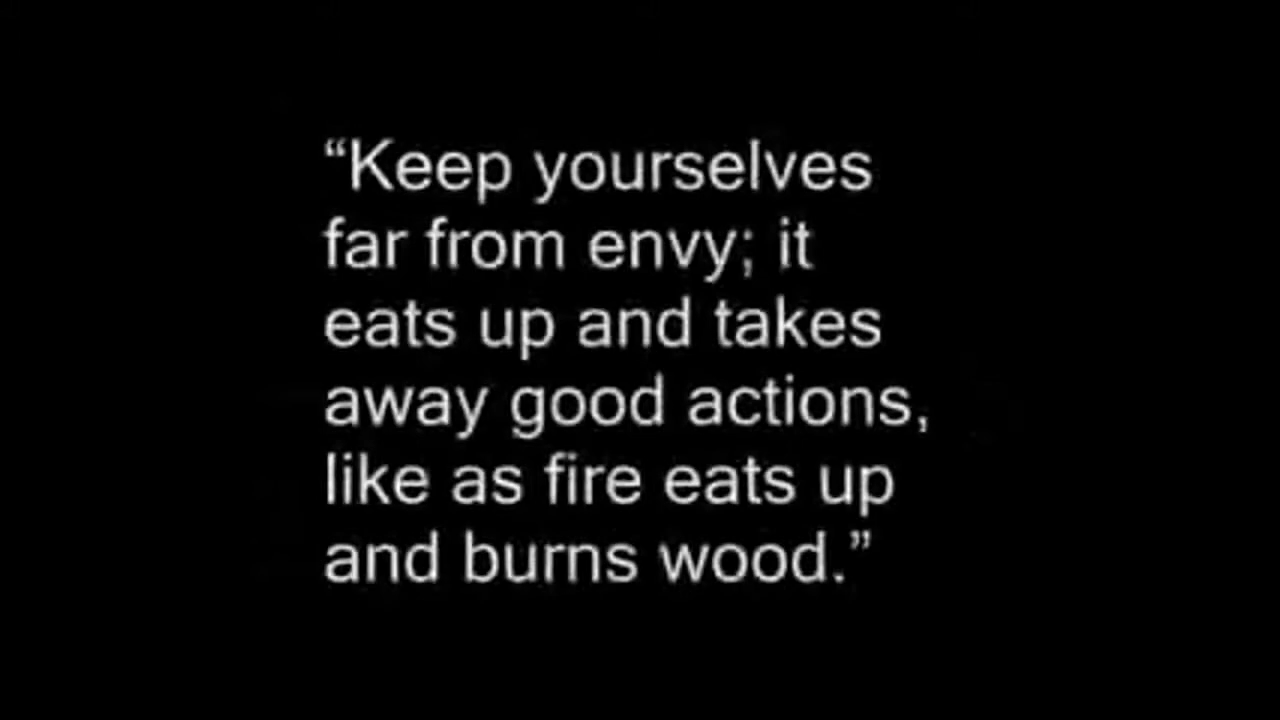 “Keep yourselves
far from envy; it
eats up and takes
away good actions,
like as fire eats up
and burns wood.”